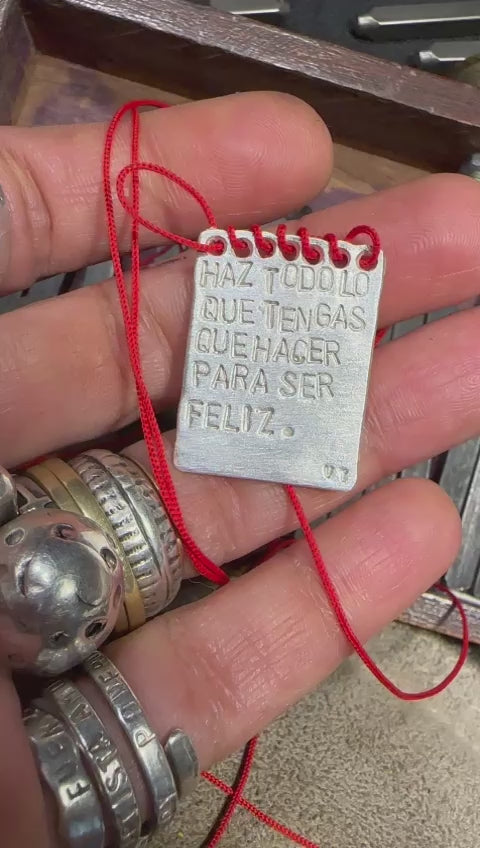 HAZ TODO LO
QUE TENGAS
QUE HACER
PARA SER
FELIZ.